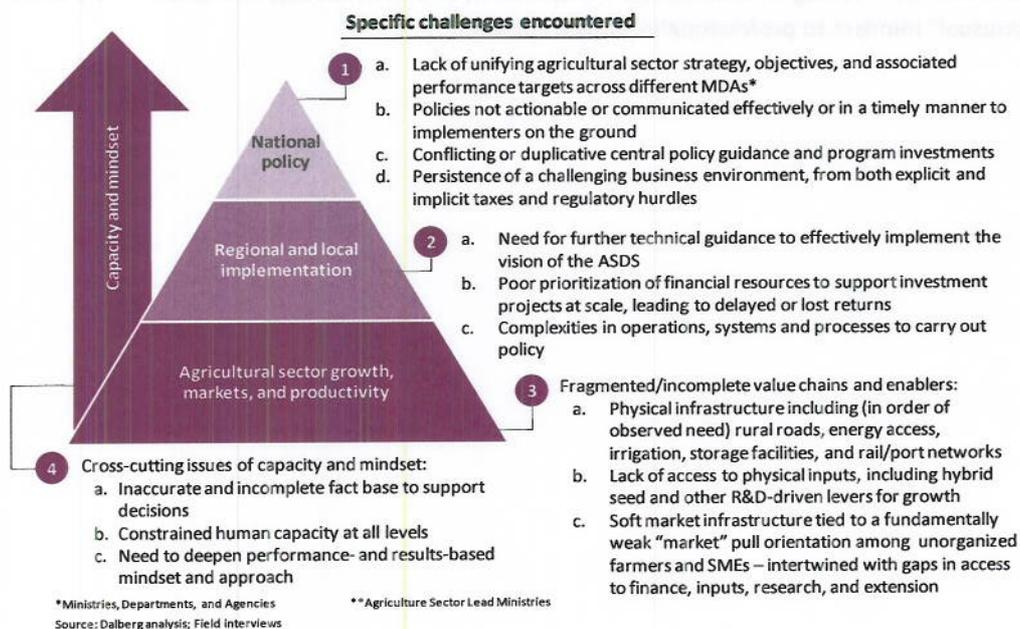 Specific challenges encountered
Capacity and mindset
National
policy
Regional and local
implementation
Agricultural sector growth,
markets, and productivity
1
a. Lack of unifying agricultural sector strategy, objectives, and associated
performance targets across different MDAs*
b. Policies not actionable or communicated effectively or in a timely manner to
implementers on the ground
c. Conflicting or duplicative central policy guidance and program investments
d. Persistence of a challenging business environment, from both explicit and
implicit taxes and regulatory hurdles
2
a. Need for further technical guidance to effectively implement the
vision of the ASDS
b. Poor prioritization of financial resources to support investment
projects at scale, leading to delayed or lost returns
c. Complexities in operations, systems and processes to carry out
policy
3
Fragmented/incomplete value chains and enablers:
a. Physical infrastructure including (in order of
observed need) rural roads, energy access,
irrigation, storage facilities, and rail/port networks
b. Lack of access to physical inputs, including hybrid
seed and other R&D-driven levers for growth
c. Soft market infrastructure tied to a fundamentally
weak "market" pull orientation among unorganized
farmers and SMEs – intertwined with gaps in access
to finance, inputs, research, and extension
4
Cross-cutting issues of capacity and mindset:
a. Inaccurate and incomplete fact base to support
decisions
b. Constrained human capacity at all levels
c. Need to deepen performance- and results-based
mindset and approach
*Ministries, Departments, and Agencies
**Agriculture Sector Lead Ministries
Source: Dalberg analysis; Field interviews